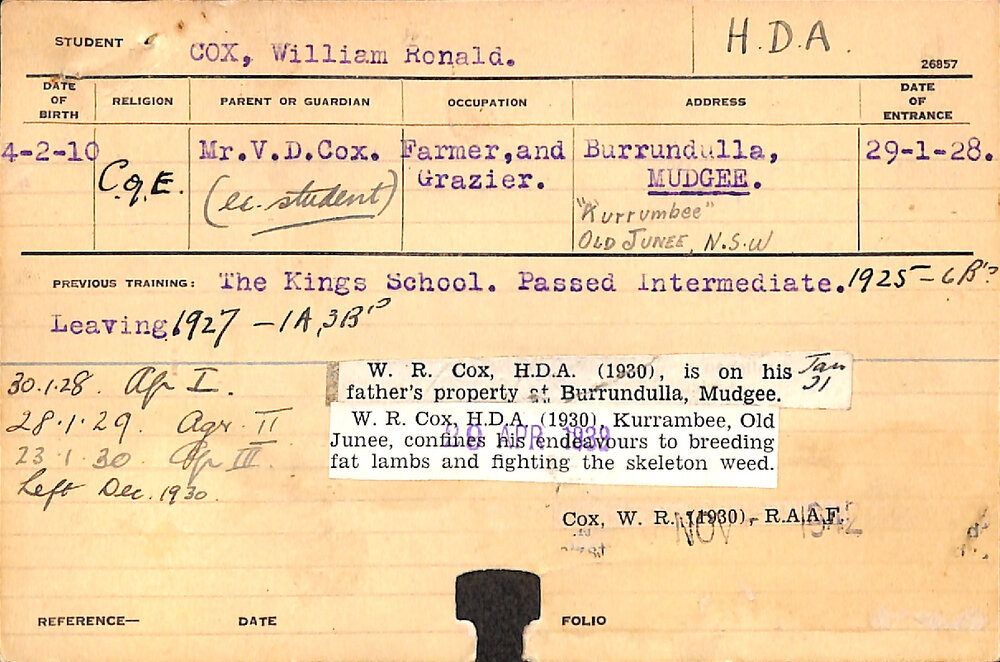 STUDENT COX, William Ronald. H.D.A.
26857
DATE OF BIRTH RELIGION PARENT OR GUARDIAN OCCUPATION ADDRESS DATE OF ENTRANCE
4-2-10 C of E. Mr.V.D.Cox. Farmer,and Burrundulla, 29-1-28.
(ex-student) Grazier. MUDGEE.
"Kurrumbee"
OLD JUNEE, N.S.W
PREVIOUS TRAINING: The Kings School. Passed Intermediate. 1925 - 6B's
Leaving 1927 - 1A, 3B's
30.1.28. Agr I.
28.1.29. Agr. II
23.1.30 Agr III.
Left Dec. 1930.
W. R. Cox, H.D.A. (1930), is on his
father's property at Burrundulla, Mudgee.
Jan
31
W. R. Cox, H.D.A. (1930), Kurrambee, Old
Junee, confines his endeavours to breeding
fat lambs and fighting the skeleton weed.
20 APR 1939
Cox, W. R. (1930), R.A.A.F.
NOV 1942
REFERENCE— DATE FOLIO